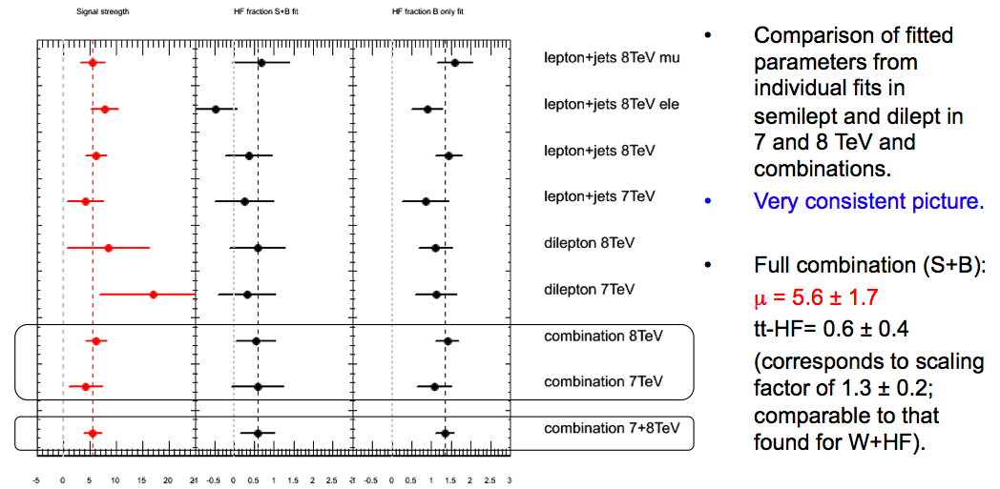 Signal strength
HF fraction S+B fit
HF fraction B only fit
lepton+jets 8TeV mu
lepton+jets 8TeV ele
lepton+jets 8TeV
lepton+jets 7TeV
dilepton 8TeV
dilepton 7TeV
combination 8TeV
combination 7TeV
combination 7+8TeV
-5 0 5 10 15 20
-0.5 0 0.5 1 1.5 2 2.5
-0.5 0 0.5 1 1.5 2 2.5 3
• Comparison of fitted
parameters from
individual fits in
semilept and dilept in
7 and 8 TeV and
combinations.
• Very consistent picture.
• Full combination (S+B):
μ = 5.6 ± 1.7
tt-HF= 0.6 ± 0.4
(corresponds to scaling
factor of 1.3 ± 0.2;
comparable to that
found for W+HF).